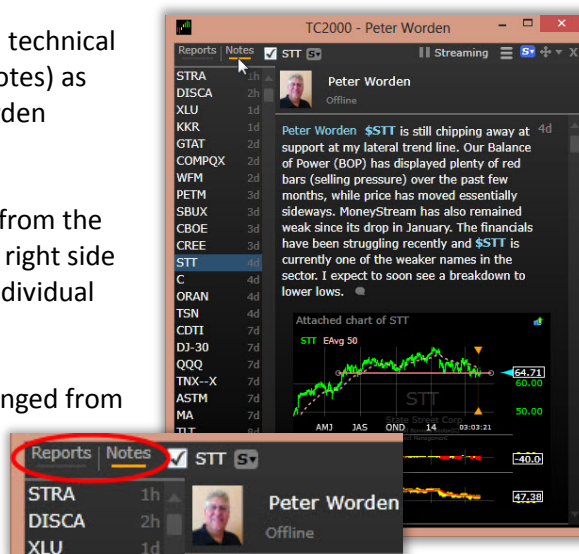 technical
otes) as
rden
from the
right side
dividual
nged from
TC2000 - Peter Worden
Reports | Notes STT S Streaming S X
STRA 1h
DISCA 2h
XLU 1d
KKR 1d
GTAT 2d
COMPQX 2d
WFM 2d
PETM 3d
SBUX 3d
CBOE 3d
CREE 3d
STT 4d
C 4d
ORAN 4d
TSN 4d
CDTI 7d
DJ-30 7d
QQQ 7d
TNX--X 7d
ASTM 7d
MA 7d
TLT 8d
Peter Worden
Offline
Peter Worden $STT is still chipping away at 4d
support at my lateral trend line. Our Balance
of Power (BOP) has displayed plenty of red
bars (selling pressure) over the past few
months, while price has moved essentially
sideways. MoneyStream has also remained
weak since its drop in January. The financials
have been struggling recently and $STT is
currently one of the weaker names in the
sector. I expect to soon see a breakdown to
lower lows.
Attached chart of STT
STT EAvg 50
64.71
60.00
STT
50.00
State Street Corp
Management
AMJ JAS OND 14 03:03:21
-40.0
47.38
Reports | Notes STT S
STRA 1h
DISCA 2h
XLU 1d
Peter Worden
Offline